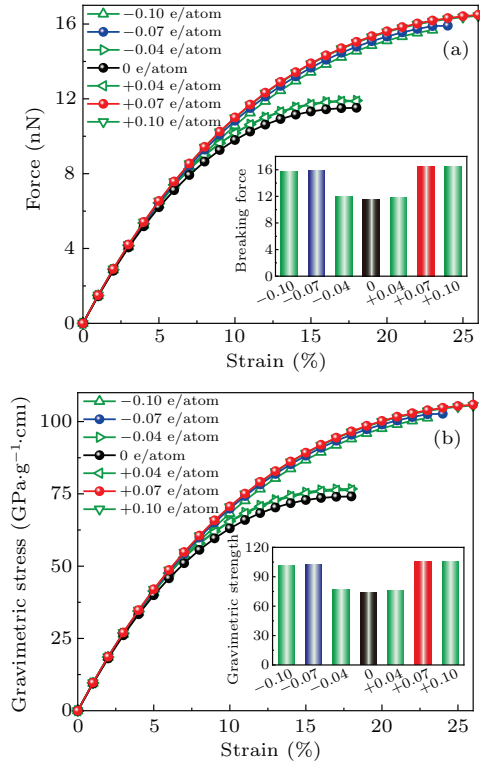 −0.10 e/atom
−0.07 e/atom
−0.04 e/atom
0 e/atom
+0.04 e/atom
+0.07 e/atom
+0.10 e/atom
(a)
Force (nN)
16
12
8
4
0
0 5 10 15 20 25
Strain (%)
Breaking force
16
12
8
4
0
−0.10 −0.07 −0.04 0 +0.04 +0.07 +0.10
−0.10 e/atom
−0.07 e/atom
−0.04 e/atom
0 e/atom
+0.04 e/atom
+0.07 e/atom
+0.10 e/atom
(b)
Gravimetric stress (GPa·g−1·cm1)
100
75
50
25
0
0 5 10 15 20 25
Strain (%)
Gravimetric strength
120
90
60
30
0
−0.10 −0.07 −0.04 0 +0.04 +0.07 +0.10